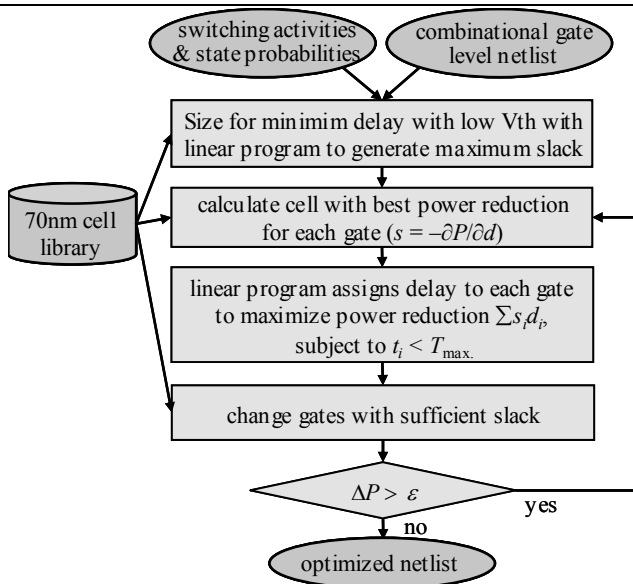 switching activities
& state probabilities
combinational gate
level netlist
Size for minimim delay with low Vth with
linear program to generate maximum slack
70nm cell
library
calculate cell with best power reduction
for each gate (s = –∂P/∂d)
linear program assigns delay to each gate
to maximize power reduction ∑sᵢdᵢ,
subject to tᵢ < Tmax.
change gates with sufficient slack
ΔP > ε
yes
no
optimized netlist